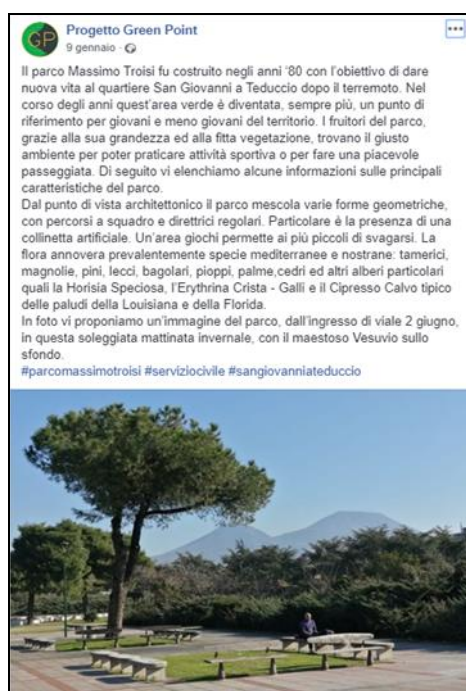 GP
Progetto Green Point
9 gennaio ·
Il parco Massimo Troisi fu costruito negli anni '80 con l'obiettivo di dare
nuova vita al quartiere San Giovanni a Teduccio dopo il terremoto. Nel
corso degli anni quest'area verde è diventata, sempre più, un punto di
riferimento per giovani e meno giovani del territorio. I fruitori del parco,
grazie alla sua grandezza ed alla fitta vegetazione, trovano il giusto
ambiente per poter praticare attività sportiva o per fare una piacevole
passeggiata. Di seguito vi elenchiamo alcune informazioni sulle principali
caratteristiche del parco.
Dal punto di vista architettonico il parco mescola varie forme geometriche,
con percorsi a squadro e direttrici regolari. Particolare è la presenza di una
collinetta artificiale. Un'area giochi permette ai più piccoli di svagarsi. La
flora annovera prevalentemente specie mediterranee e nostrane: tamerici,
magnolie, pini, lecci, bagolari, pioppi, palme,cedri ed altri alberi particolari
quali la Horisia Speciosa, l'Erythrina Crista - Galli e il Cipresso Calvo tipico
delle paludi della Louisiana e della Florida.
In foto vi proponiamo un'immagine del parco, dall'ingresso di viale 2 giugno,
in questa soleggiata mattinata invernale, con il maestoso Vesuvio sullo
sfondo.
#parcomassimotroisi #serviziocivile #sangiovanniateduccio